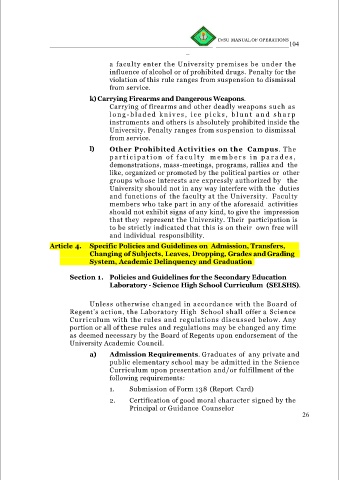 EVSU MANUAL OF OPERATIONS
104
a faculty enter the University premises be under the
influence of alcohol or of prohibited drugs. Penalty for the
violation of this rule ranges from suspension to dismissal
from service.
k) Carrying Firearms and Dangerous Weapons.
Carrying of firearms and other deadly weapons such as
long-bladed knives, ice picks, blunt and sharp
instruments and others is absolutely prohibited inside the
University. Penalty ranges from suspension to dismissal
from service.
l) Other Prohibited Activities on the Campus. The
participation of faculty members in parades,
demonstrations, mass-meetings, programs, rallies and the
like, organized or promoted by the political parties or other
groups whose interests are expressly authorized by the
University should not in any way interfere with the duties
and functions of the faculty at the University. Faculty
members who take part in any of the aforesaid activities
should not exhibit signs of any kind, to give the impression
that they represent the University. Their participation is
to be strictly indicated that this is on their own free will
and individual responsibility.
Article 4. Specific Policies and Guidelines on Admission, Transfers,
Changing of Subjects, Leaves, Dropping, Grades and Grading
System, Academic Delinquency and Graduation
Section 1. Policies and Guidelines for the Secondary Education
Laboratory - Science High School Curriculum (SELSHS).
Unless otherwise changed in accordance with the Board of
Regent's action, the Laboratory High School shall offer a Science
Curriculum with the rules and regulations discussed below. Any
portion or all of these rules and regulations may be changed any time
as deemed necessary by the Board of Regents upon endorsement of the
University Academic Council.
a) Admission Requirements. Graduates of any private and
public elementary school may be admitted in the Science
Curriculum upon presentation and/or fulfillment of the
following requirements:
1. Submission of Form 138 (Report Card)
2. Certification of good moral character signed by the
Principal or Guidance Counselor
26